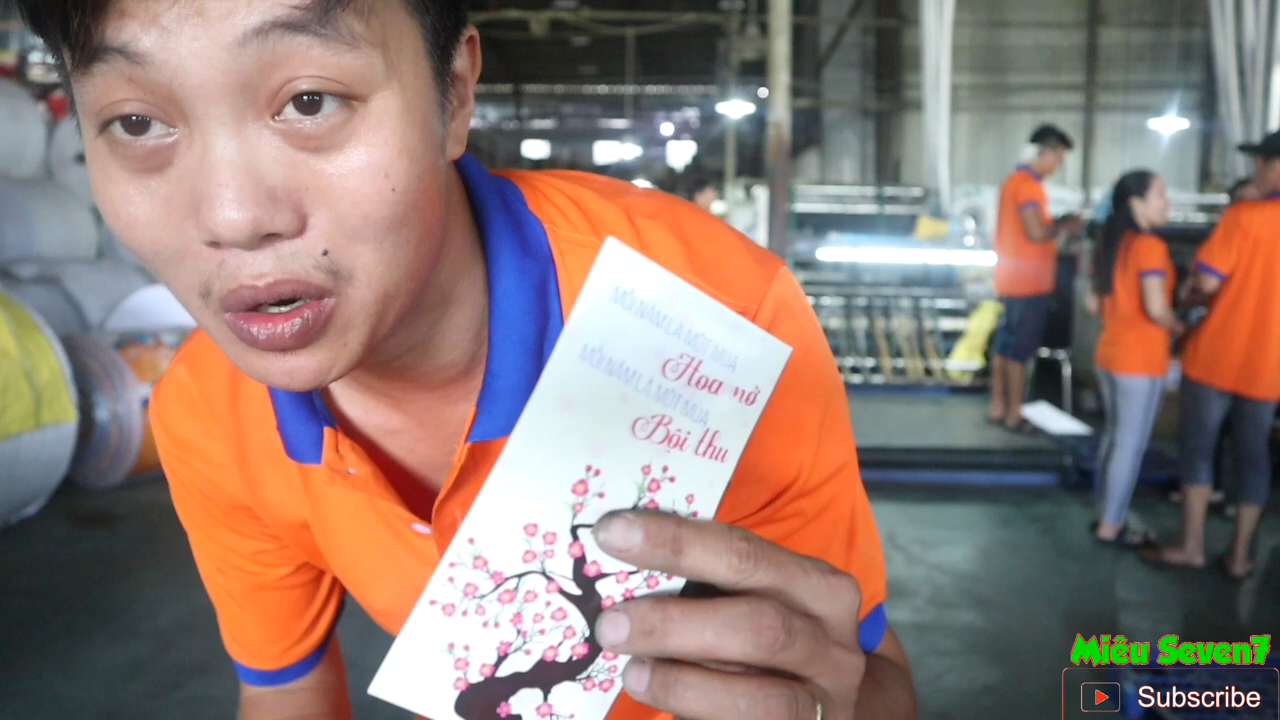 MỖI NĂM LÀ MỘT MÙA
Hoa nở
MỖI NĂM LÀ MỘT MÙA
Bội thu
Miêu Seven7
Subscribe